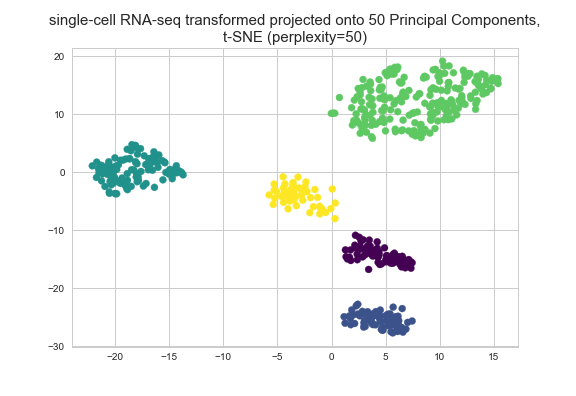 single-cell RNA-seq transformed projected onto 50 Principal Components,
t-SNE (perplexity=50)
20
10
0
−10
−20
−30
−20 −15 −10 −5 0 5 10 15